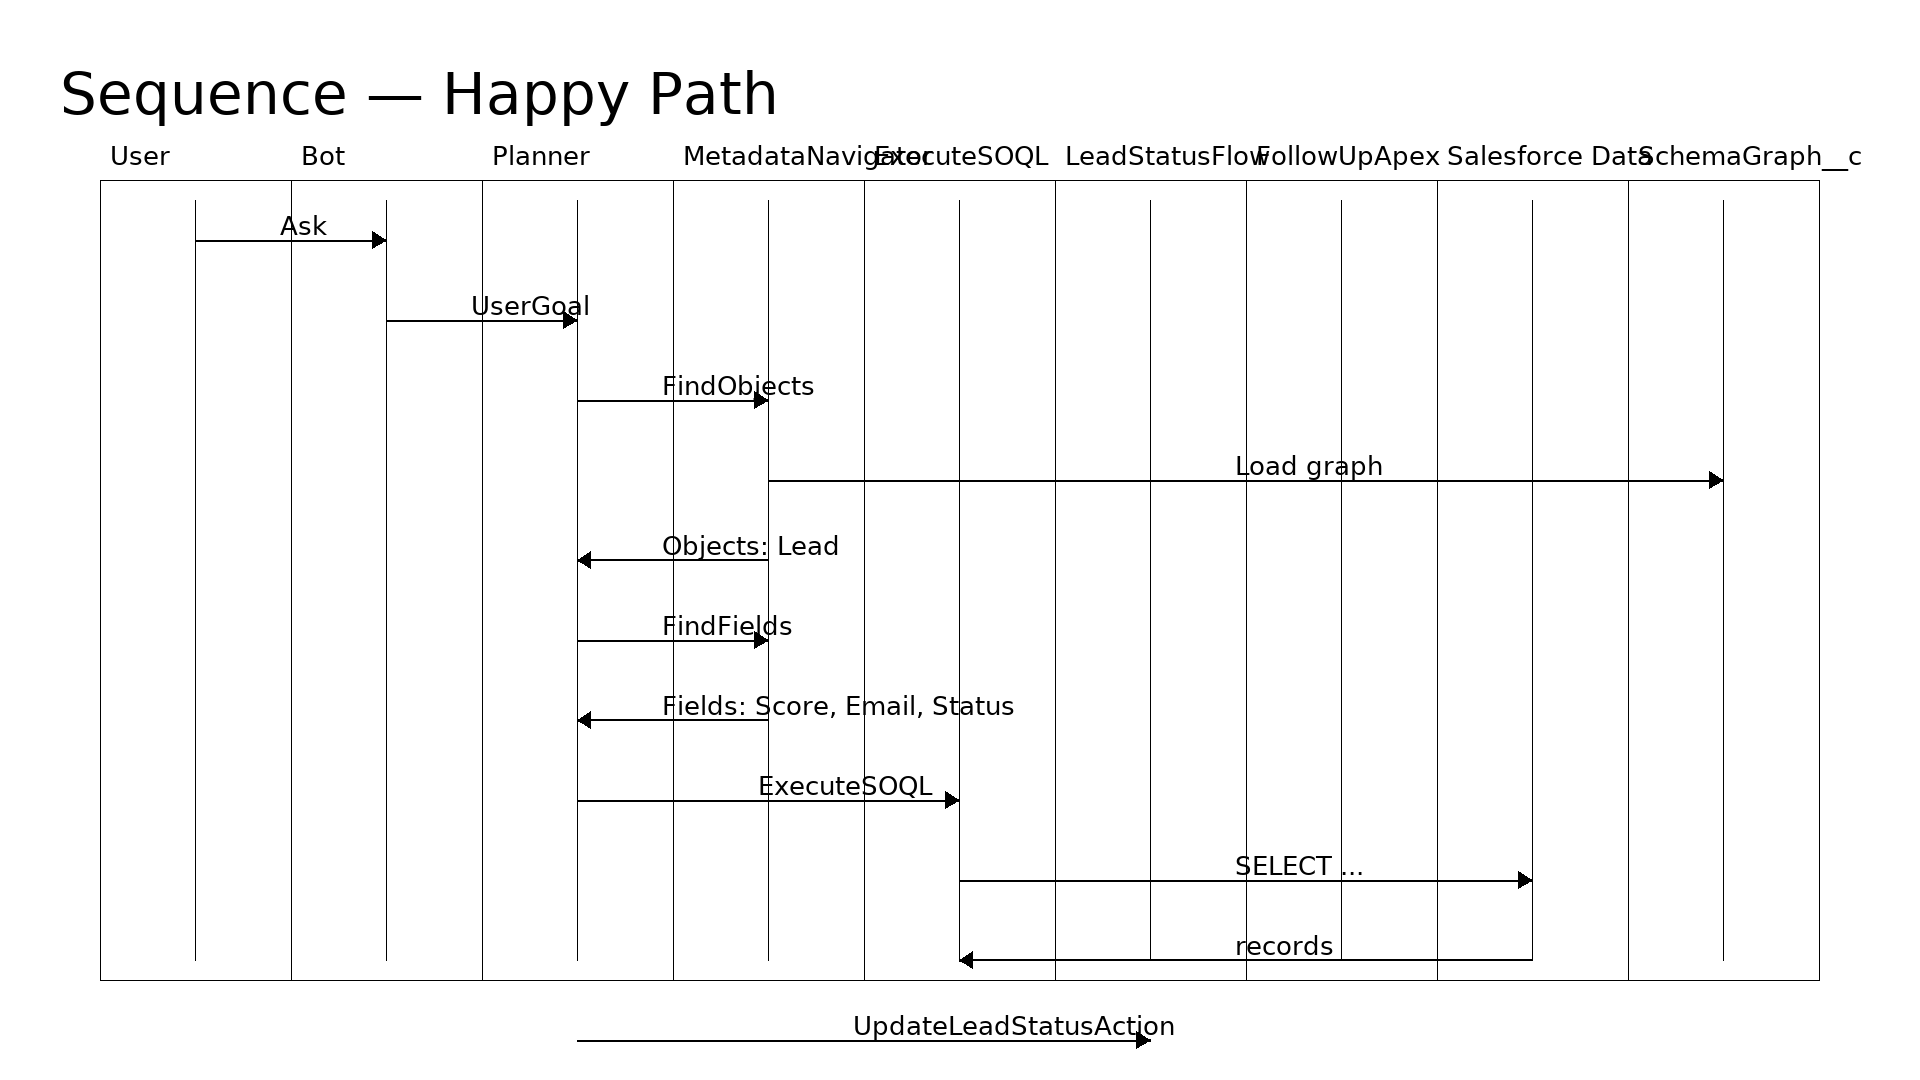 Sequence — Happy Path
User Bot Planner MetadataNavigator ExecuteSOQL LeadStatusFlow FollowUpApex Salesforce Data SchemaGraph__c
Ask
UserGoal
FindObjects
Load graph
Objects: Lead
FindFields
Fields: Score, Email, Status
ExecuteSOQL
SELECT ...
records
UpdateLeadStatusAction